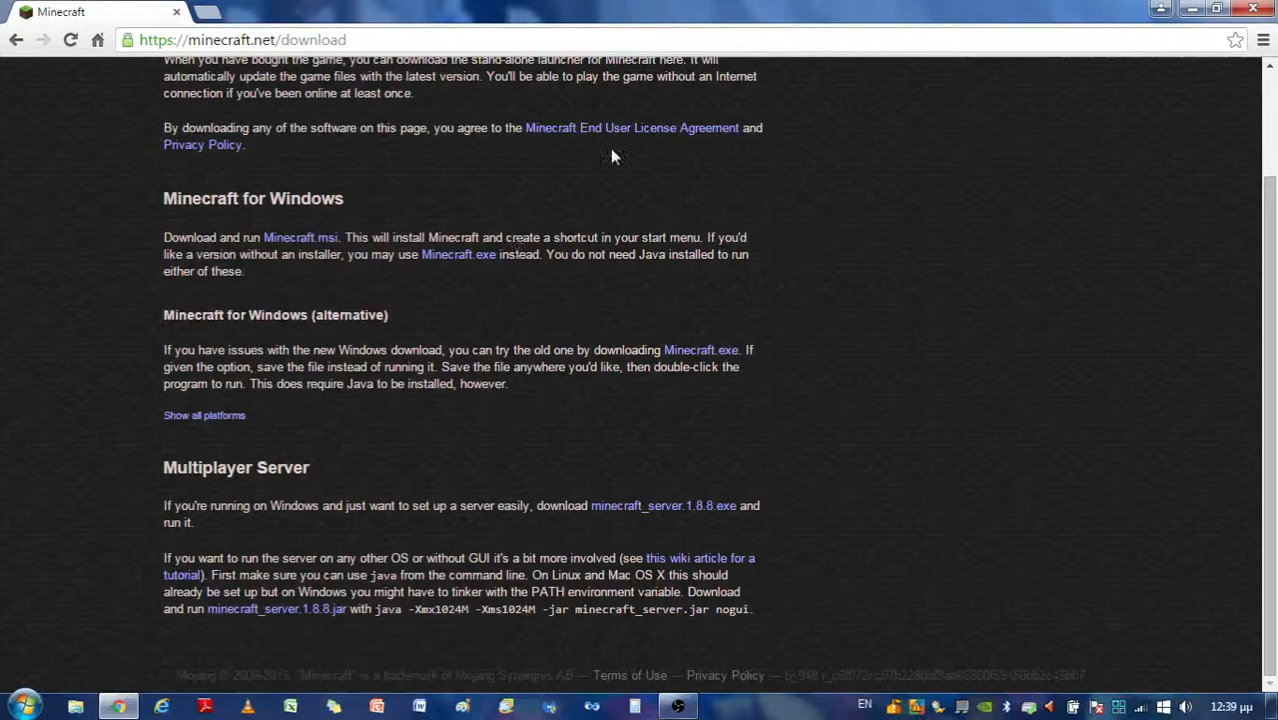 Minecraft
https://minecraft.net/download
When you have bought the game, you can download the stand-alone launcher for Minecraft here. It will
automatically update the game files with the latest version. You'll be able to play the game without an Internet
connection if you've been online at least once.
By downloading any of the software on this page, you agree to the Minecraft End User License Agreement and
Privacy Policy.
Minecraft for Windows
Download and run Minecraft.msi. This will install Minecraft and create a shortcut in your start menu. If you'd
like a version without an installer, you may use Minecraft.exe instead. You do not need Java installed to run
either of these.
Minecraft for Windows (alternative)
If you have issues with the new Windows download, you can try the old one by downloading Minecraft.exe. If
given the option, save the file instead of running it. Save the file anywhere you'd like, then double-click the
program to run. This does require Java to be installed, however.
Show all platforms
Multiplayer Server
If you're running on Windows and just want to set up a server easily, download minecraft_server.1.8.8.exe and
run it.
If you want to run the server on any other OS or without GUI it's a bit more involved (see this wiki article for a
tutorial). First make sure you can use java from the command line. On Linux and Mac OS X this should
already be set up but on Windows you might have to tinker with the PATH environment variable. Download
and run minecraft_server.1.8.8.jar with java -Xmx1024M -Xms1024M -jar minecraft_server.jar nogui.
Mojang © 2009-2015. "Minecraft" is a trademark of Mojang Synergies AB — Terms of Use — Privacy Policy —
EN
12:39 μμ